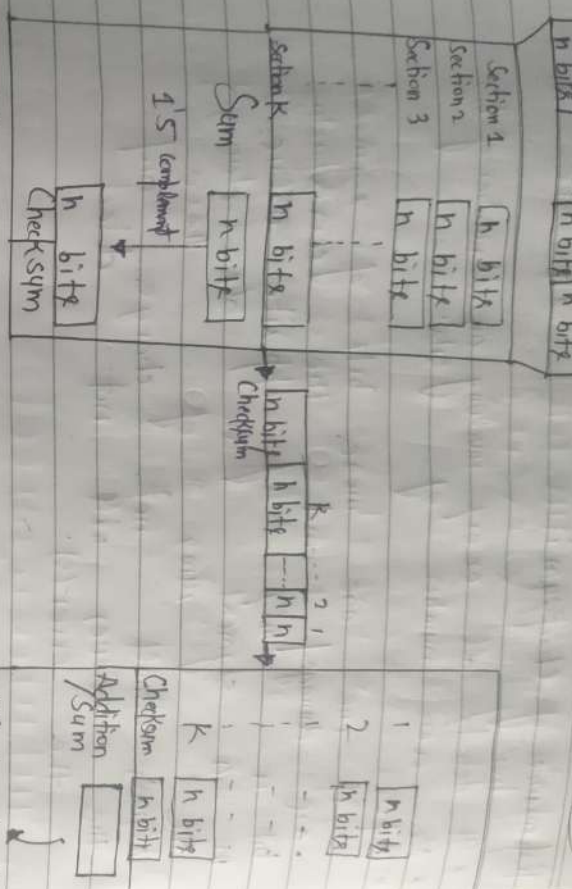 n bits
n bits n bits
Section 1 n bits
Section 2 n bits
Section 3 n bits
Section K n bits
Sum n bits
1's complement
n bits
Checksum
K 2 1
n bits n bits n n
Checksum
1 n bits
2 n bits
K n bits
Checksum n bits
Addition
/Sum